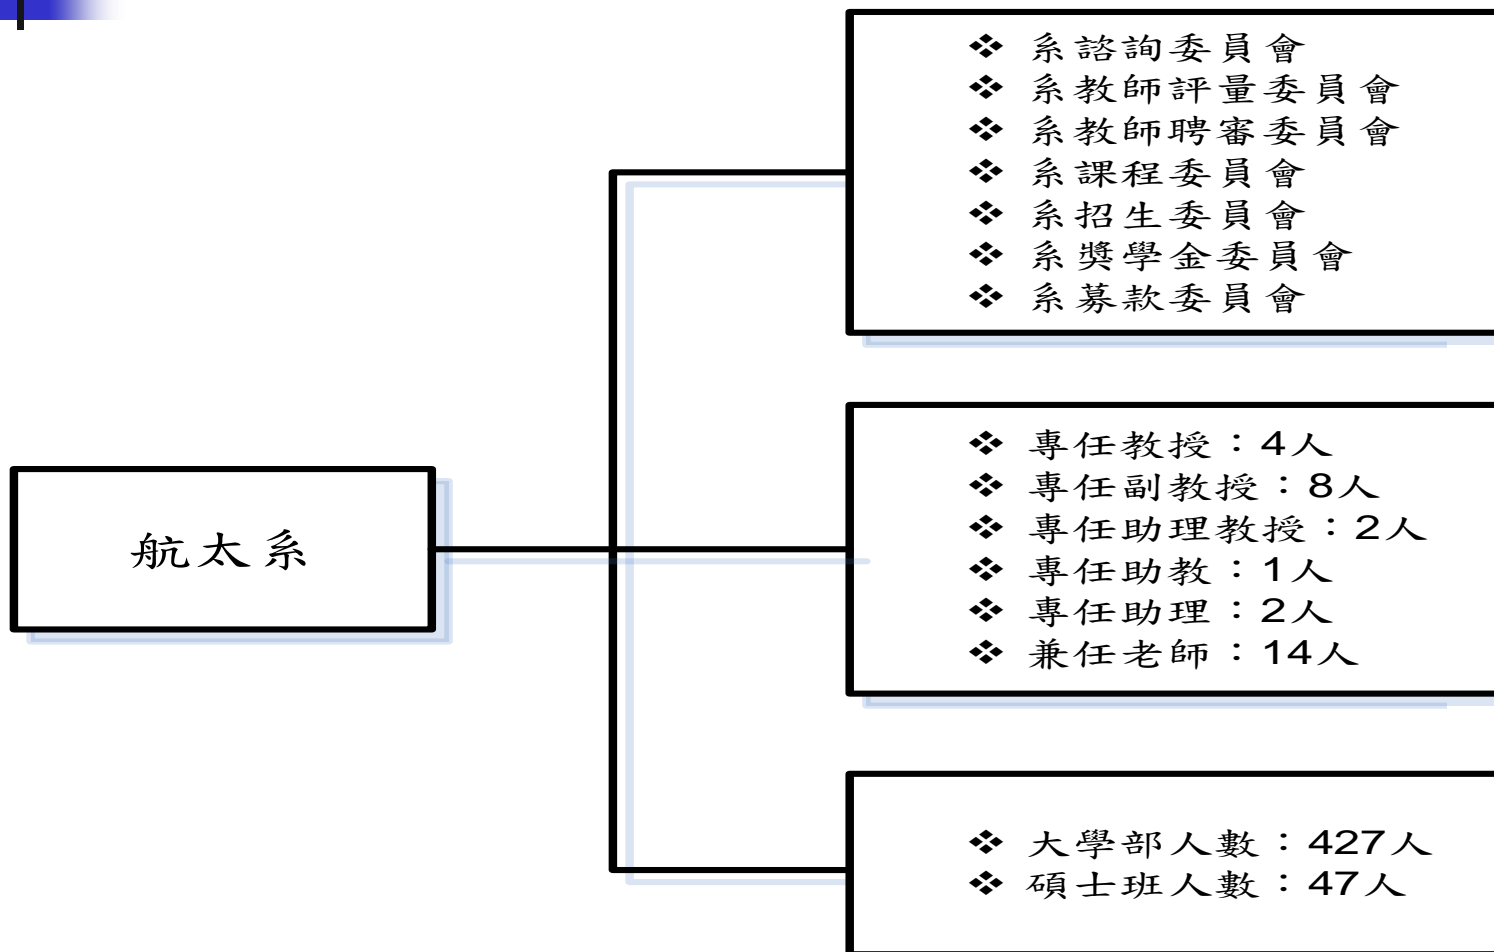 航太系
❖ 系諮詢委員會
❖ 系教師評量委員會
❖ 系教師聘審委員會
❖ 系課程委員會
❖ 系招生委員會
❖ 系獎學金委員會
❖ 系募款委員會
❖ 專任教授：4人
❖ 專任副教授：8人
❖ 專任助理教授：2人
❖ 專任助教：1人
❖ 專任助理：2人
❖ 兼任老師：14人
❖ 大學部人數：427人
❖ 碩士班人數：47人